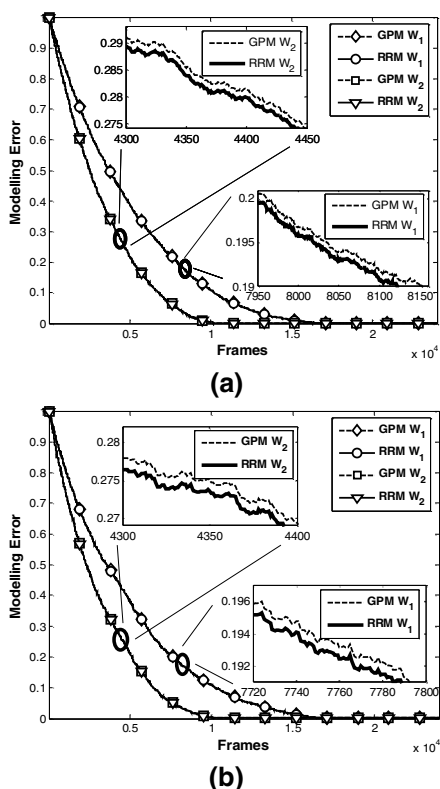 0.9
0.8
0.7
0.6
0.5
0.4
0.3
0.2
0.1
0
Modelling Error
0.29
0.285
0.28
0.275
4300 4350 4400 4450
GPM W2
RRM W2
GPM W1
RRM W1
GPM W2
RRM W2
0.2
0.195
0.19
7950 8000 8050 8100 8150
GPM W1
RRM W1
0.5 1 1.5 2
x 10^4
Frames
(a)
0.9
0.8
0.7
0.6
0.5
0.4
0.3
0.2
0.1
0
Modelling Error
0.28
0.275
0.27
4300 4350 4400
GPM W2
RRM W2
GPM W1
RRM W1
GPM W2
RRM W2
0.196
0.194
0.192
7720 7740 7760 7780 7800
GPM W1
RRM W1
0.5 1 1.5 2
x 10^4
Frames
(b)